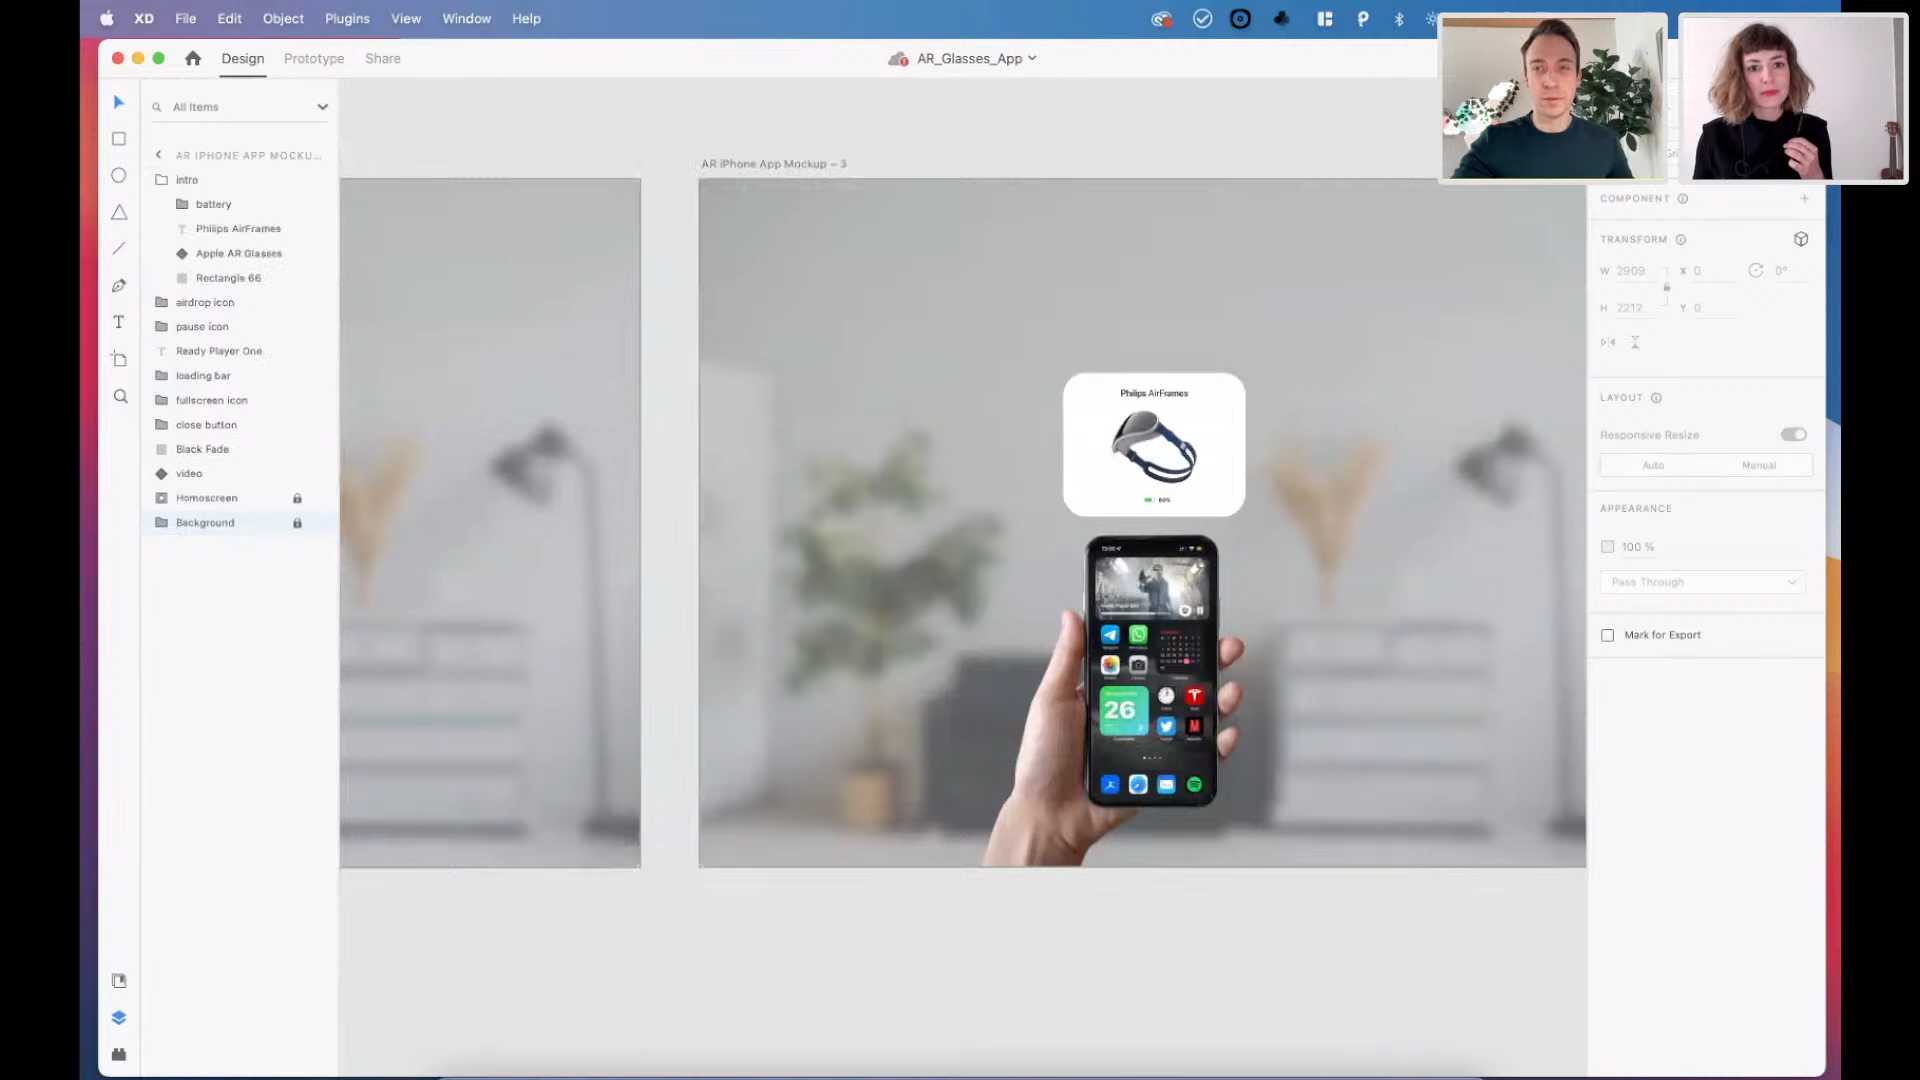 XD File Edit Object Plugins View Window Help
Design Prototype Share
AR_Glasses_App
All Items
AR IPHONE APP MOCKU...
intro
battery
Philips AirFrames
Apple AR Glasses
Rectangle 66
airdrop icon
pause icon
Ready Player One
loading bar
fullscreen icon
close button
Black Fade
video
Homoscreen
Background
AR iPhone App Mockup – 3
Philips AirFrames
60%
26
COMPONENT
TRANSFORM
W 2909 X 0 0°
H 2212 Y 0
LAYOUT
Responsive Resize
Auto Manual
APPEARANCE
100 %
Pass Through
Mark for Export